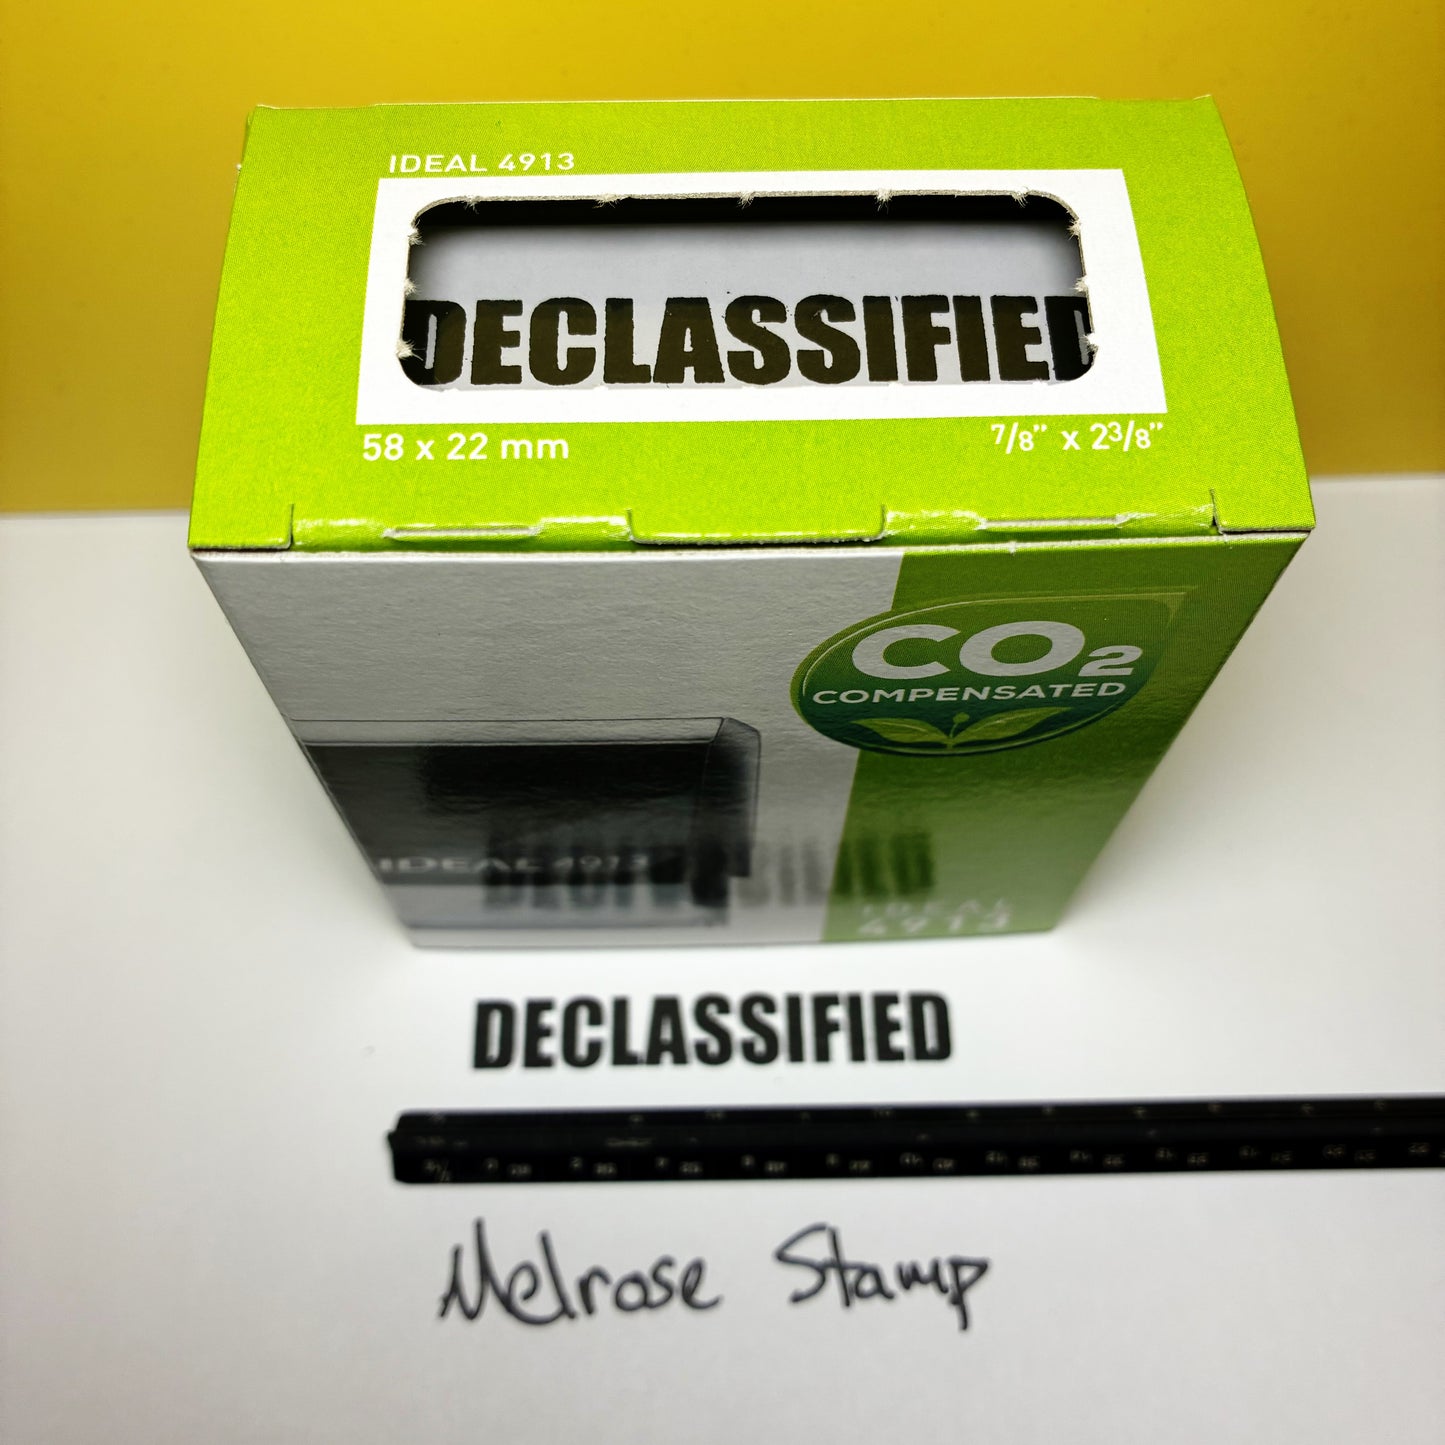 IDEAL 4913
DECLASSIFIED
58 x 22 mm
7/8" x 2 3/8"
CO2
COMPENSATED
IDEAL 4913
IDEAL
4913
DECLASSIFIED
Melrose Stamp